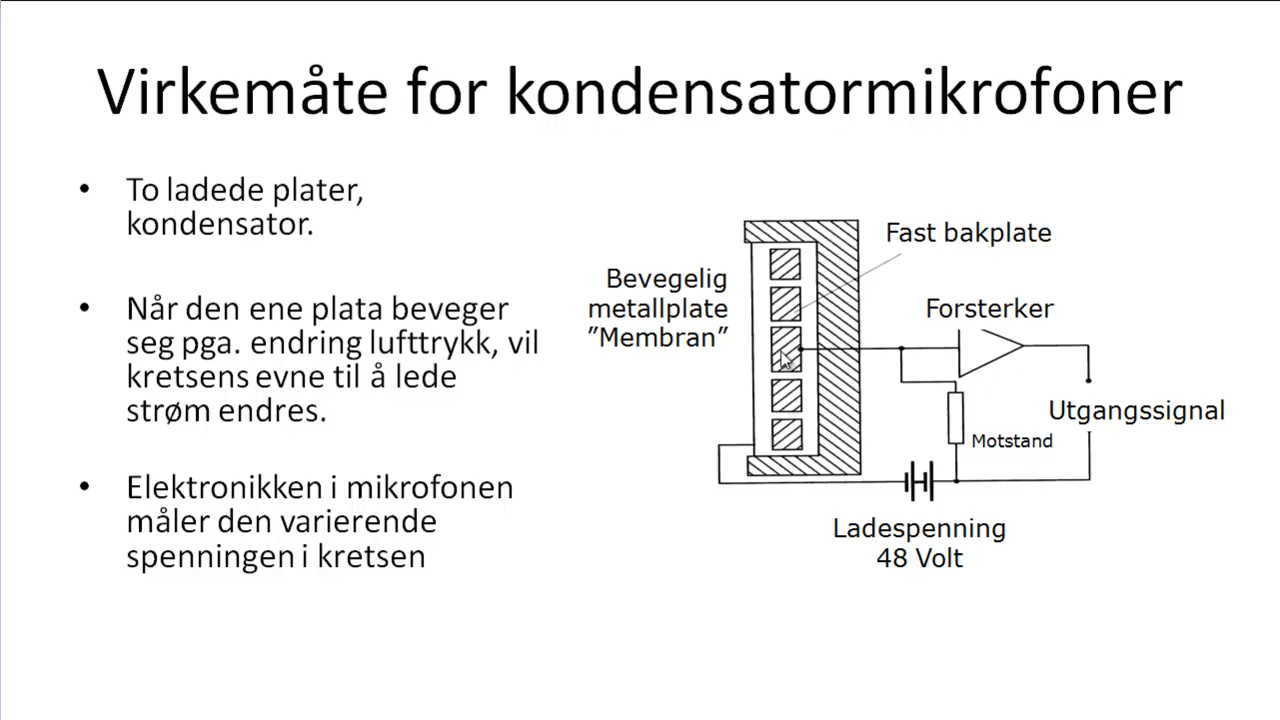 Virkemåte for kondensatormikrofoner
• To ladede plater,
kondensator.
• Når den ene plata beveger
seg pga. endring lufttrykk, vil
kretsens evne til å lede
strøm endres.
• Elektronikken i mikrofonen
måler den varierende
spenningen i kretsen
Fast bakplate
Bevegelig
metallplate
”Membran”
Forsterker
Utgangssignal
Motstand
Ladespenning
48 Volt